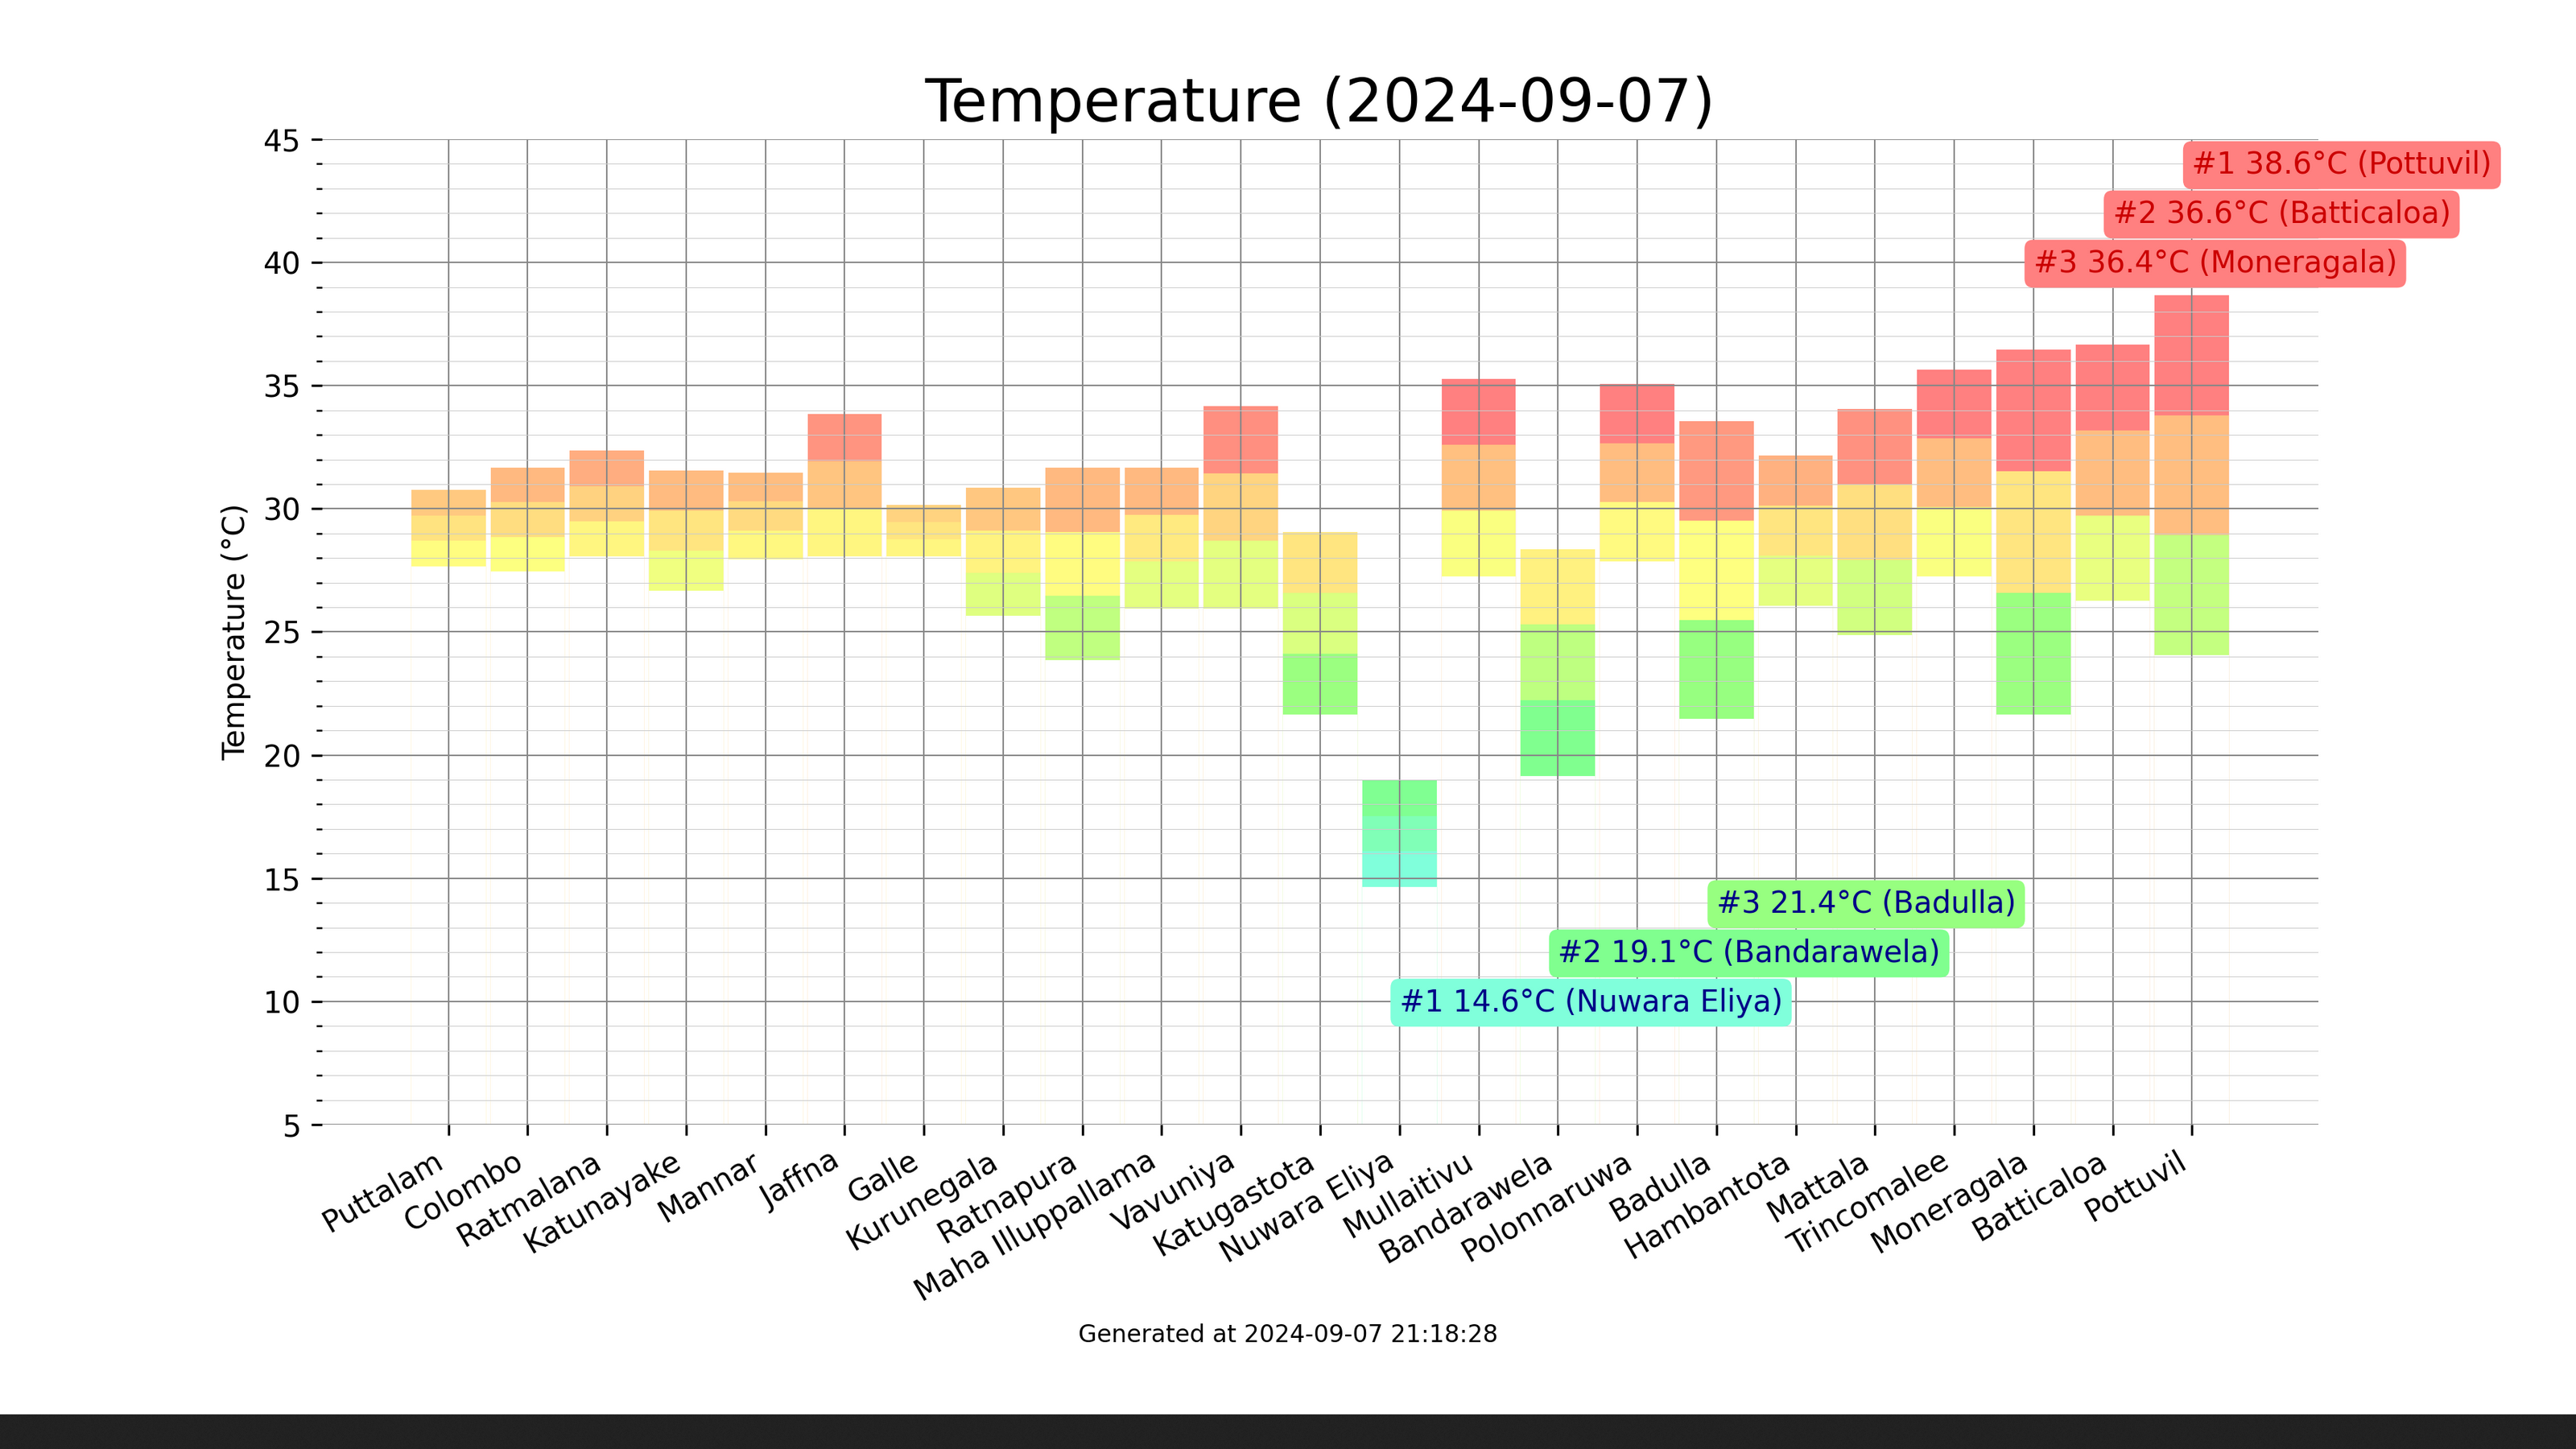 Temperature (2024-09-07)
45
40
35
30
25
20
15
10
5
Temperature (°C)
#1 38.6°C (Pottuvil)
#2 36.6°C (Batticaloa)
#3 36.4°C (Moneragala)
#3 21.4°C (Badulla)
#2 19.1°C (Bandarawela)
#1 14.6°C (Nuwara Eliya)
Puttalam
Colombo
Ratmalana
Katunayake
Mannar
Jaffna
Galle
Kurunegala
Ratnapura
Maha Illuppallama
Vavuniya
Katugastota
Nuwara Eliya
Mullaitivu
Bandarawela
Polonnaruwa
Badulla
Hambantota
Mattala
Trincomalee
Moneragala
Batticaloa
Pottuvil
Generated at 2024-09-07 21:18:28